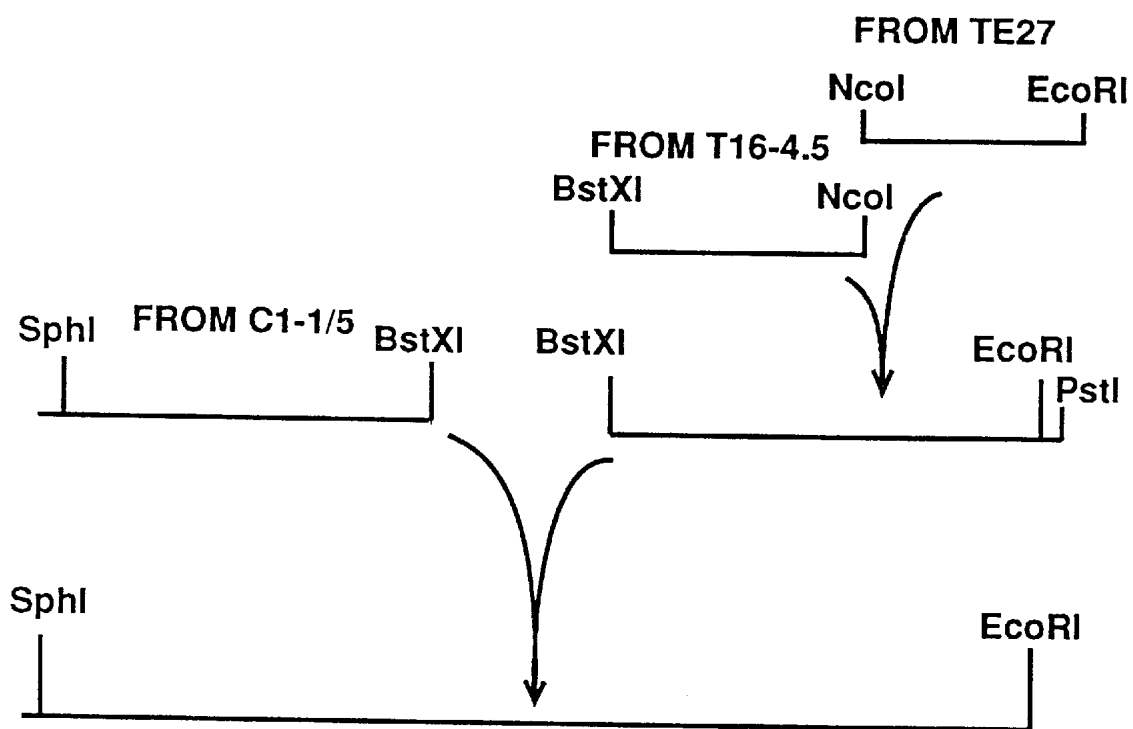 FROM TE27
NcoI EcoRI
FROM T16-4.5
BstXI NcoI
SphI FROM C1-1/5 BstXI BstXI EcoRI
PstI
SphI EcoRI